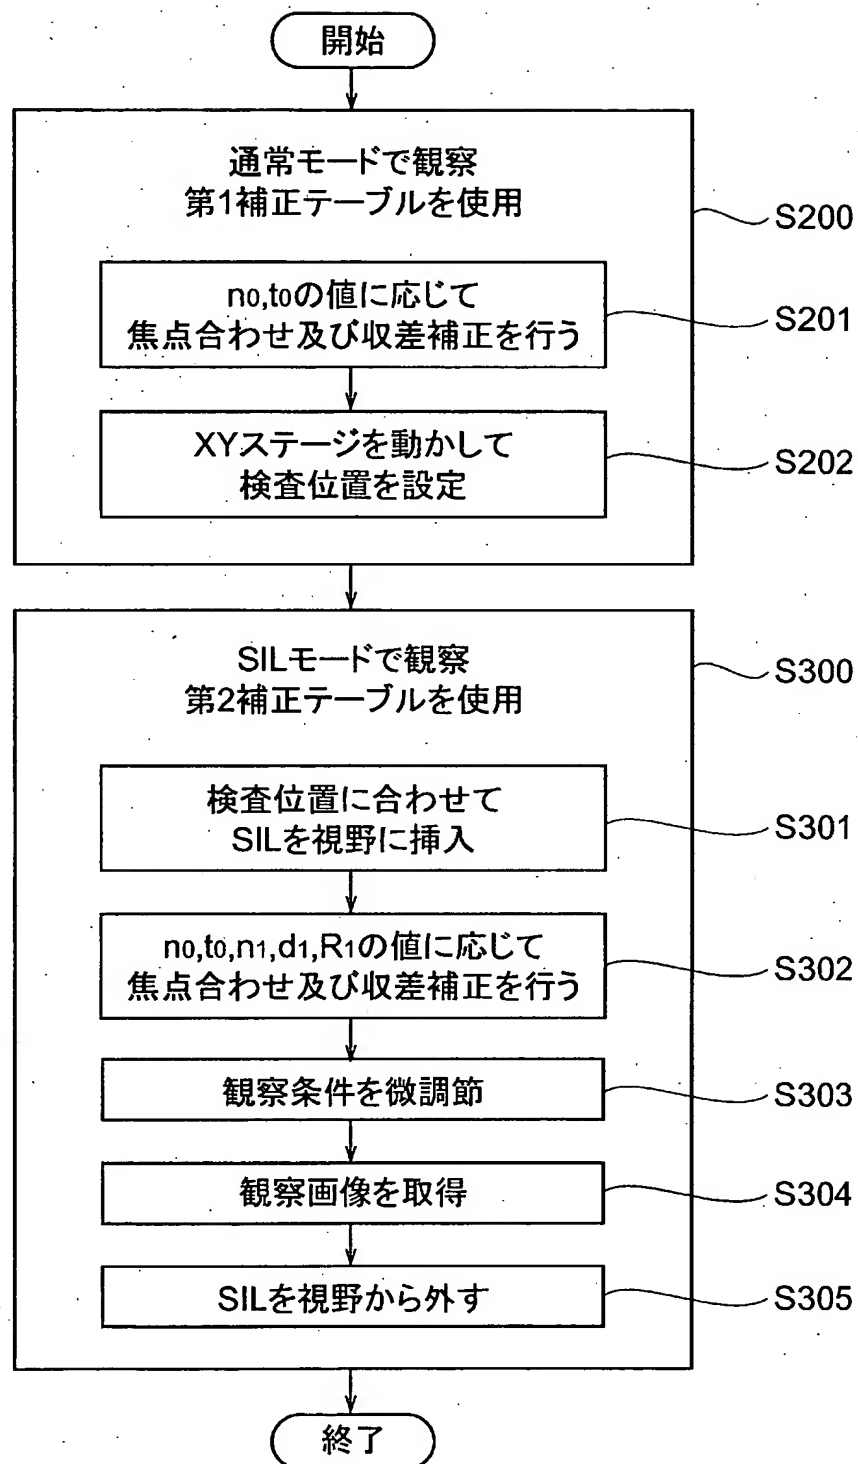 開始
通常モードで観察
第1補正テーブルを使用
S200
n0,t0の値に応じて
焦点合わせ及び収差補正を行う
S201
XYステージを動かして
検査位置を設定
S202
SILモードで観察
第2補正テーブルを使用
S300
検査位置に合わせて
SILを視野に挿入
S301
n0,t0,n1,d1,R1の値に応じて
焦点合わせ及び収差補正を行う
S302
観察条件を微調節
S303
観察画像を取得
S304
SILを視野から外す
S305
終了